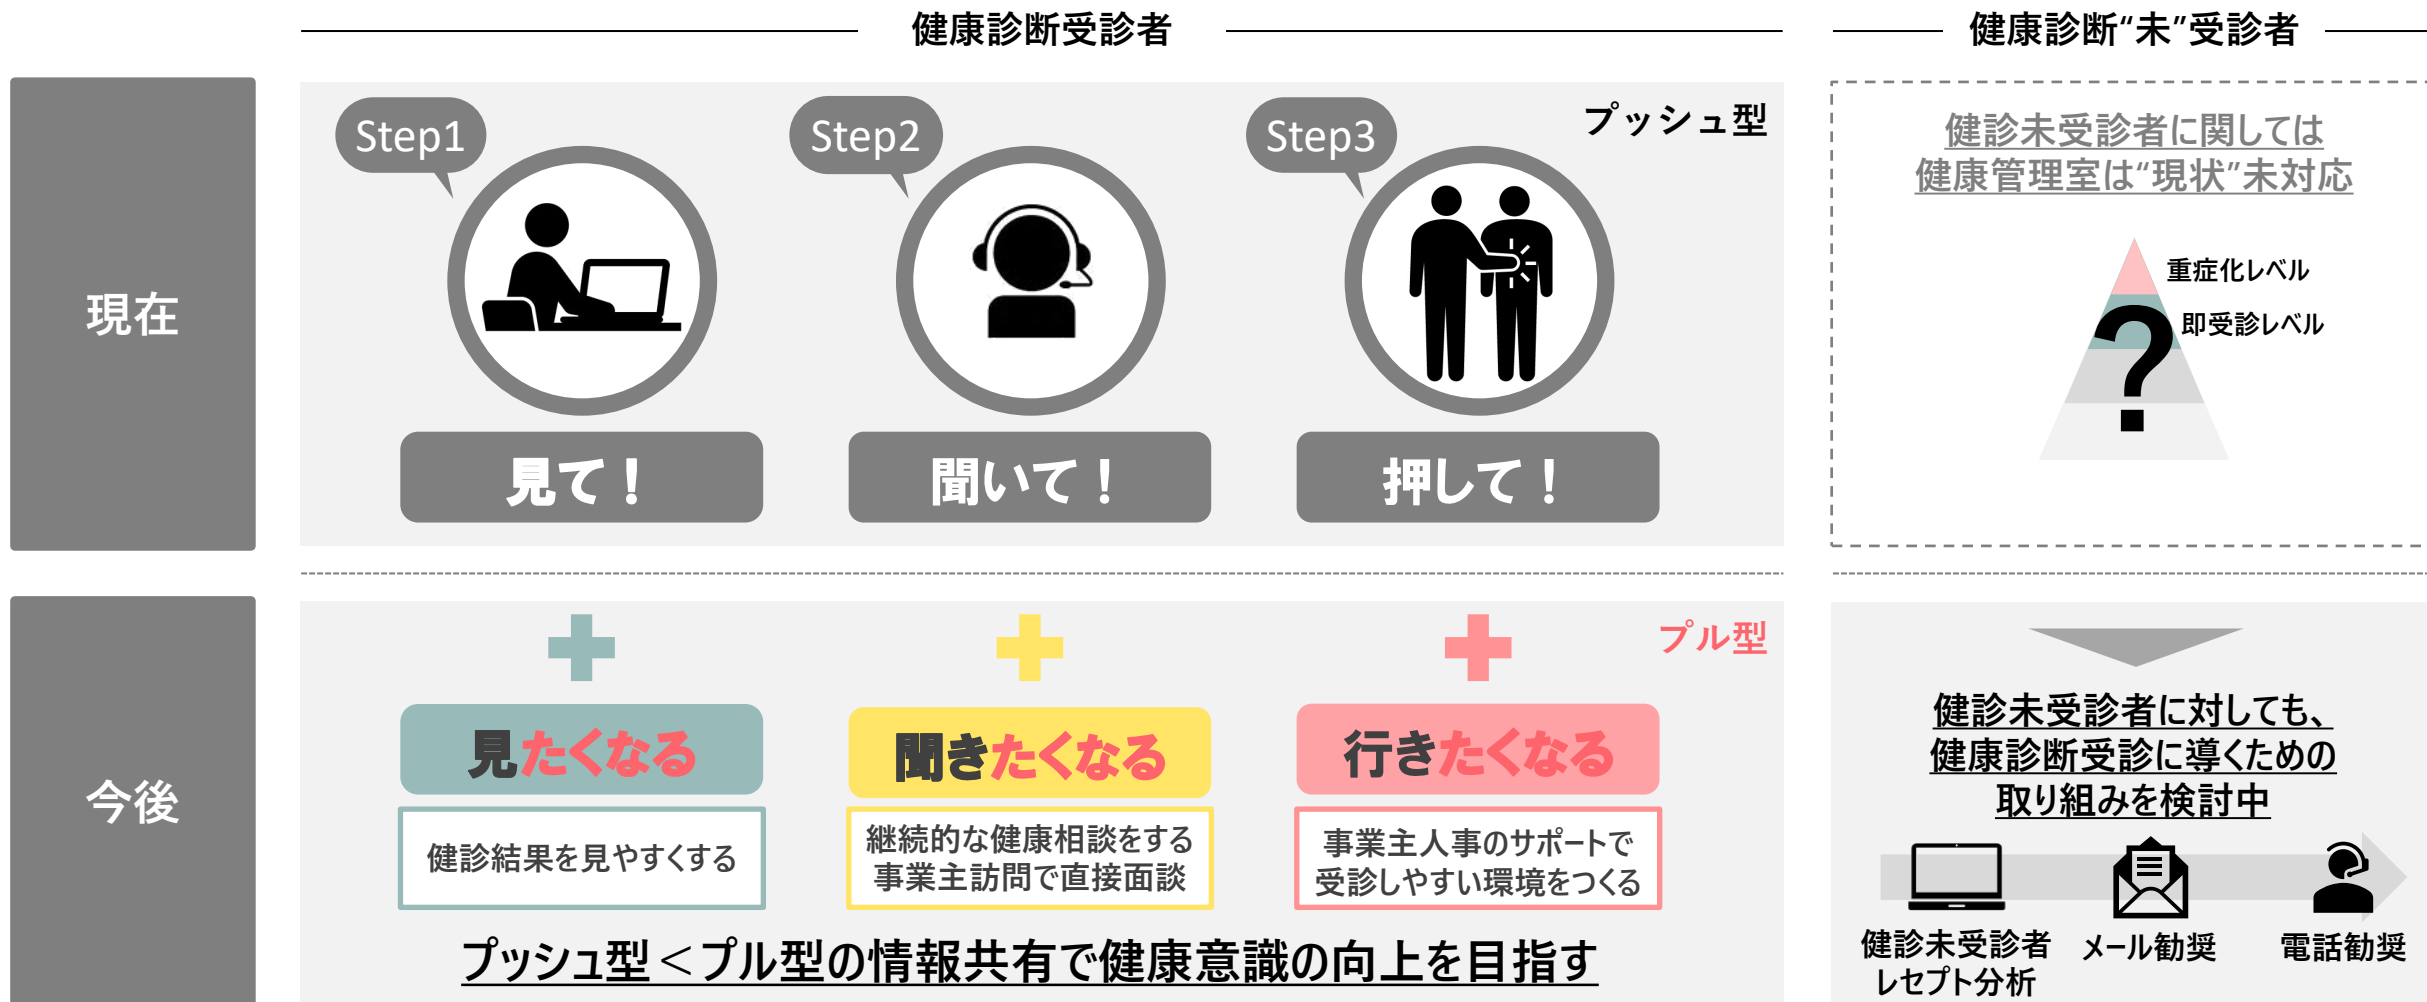 健康診断受診者
健康診断“未”受診者
現在
プッシュ型
Step1
Step2
Step3
見て！
聞いて！
押して！
健診未受診者に関しては
健康管理室は“現状”未対応
重症化レベル
即受診レベル
?
今後
プル型
見たくなる
聞きたくなる
行きたくなる
健診結果を見やすくする
継続的な健康相談をする
事業主訪問で直接面談
事業主人事のサポートで
受診しやすい環境をつくる
プッシュ型＜プル型の情報共有で健康意識の向上を目指す
健診未受診者に対しても、
健康診断受診に導くための
取り組みを検討中
健診未受診者
レセプト分析
メール勧奨
電話勧奨